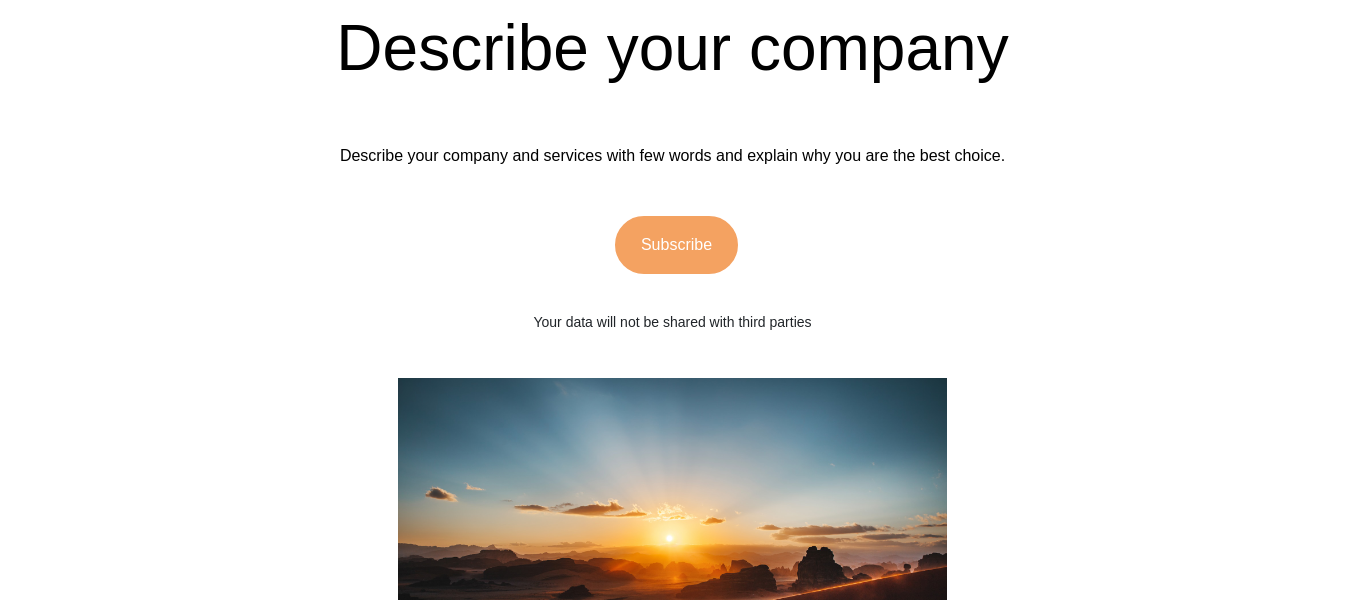 Describe your company
Describe your company and services with few words and explain why you are the best choice.
Subscribe
Your data will not be shared with third parties